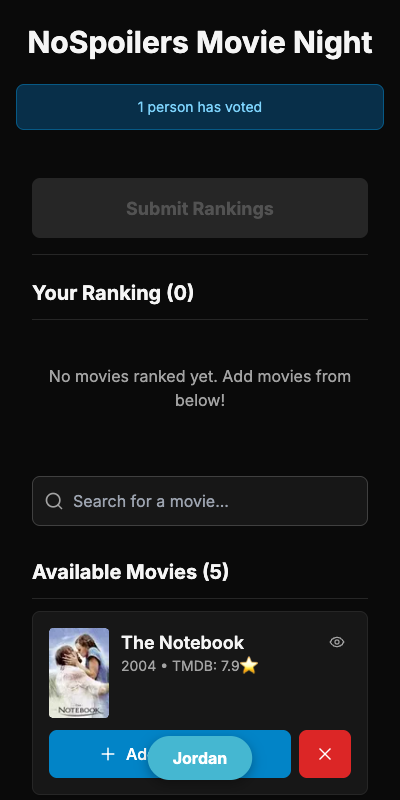 NoSpoilers Movie Night
1 person has voted
Submit Rankings
Your Ranking (0)
No movies ranked yet. Add movies from
below!
Search for a movie...
Available Movies (5)
The Notebook
2004 • TMDB: 7.9⭐
NOTEBOOK
Ad
Jordan